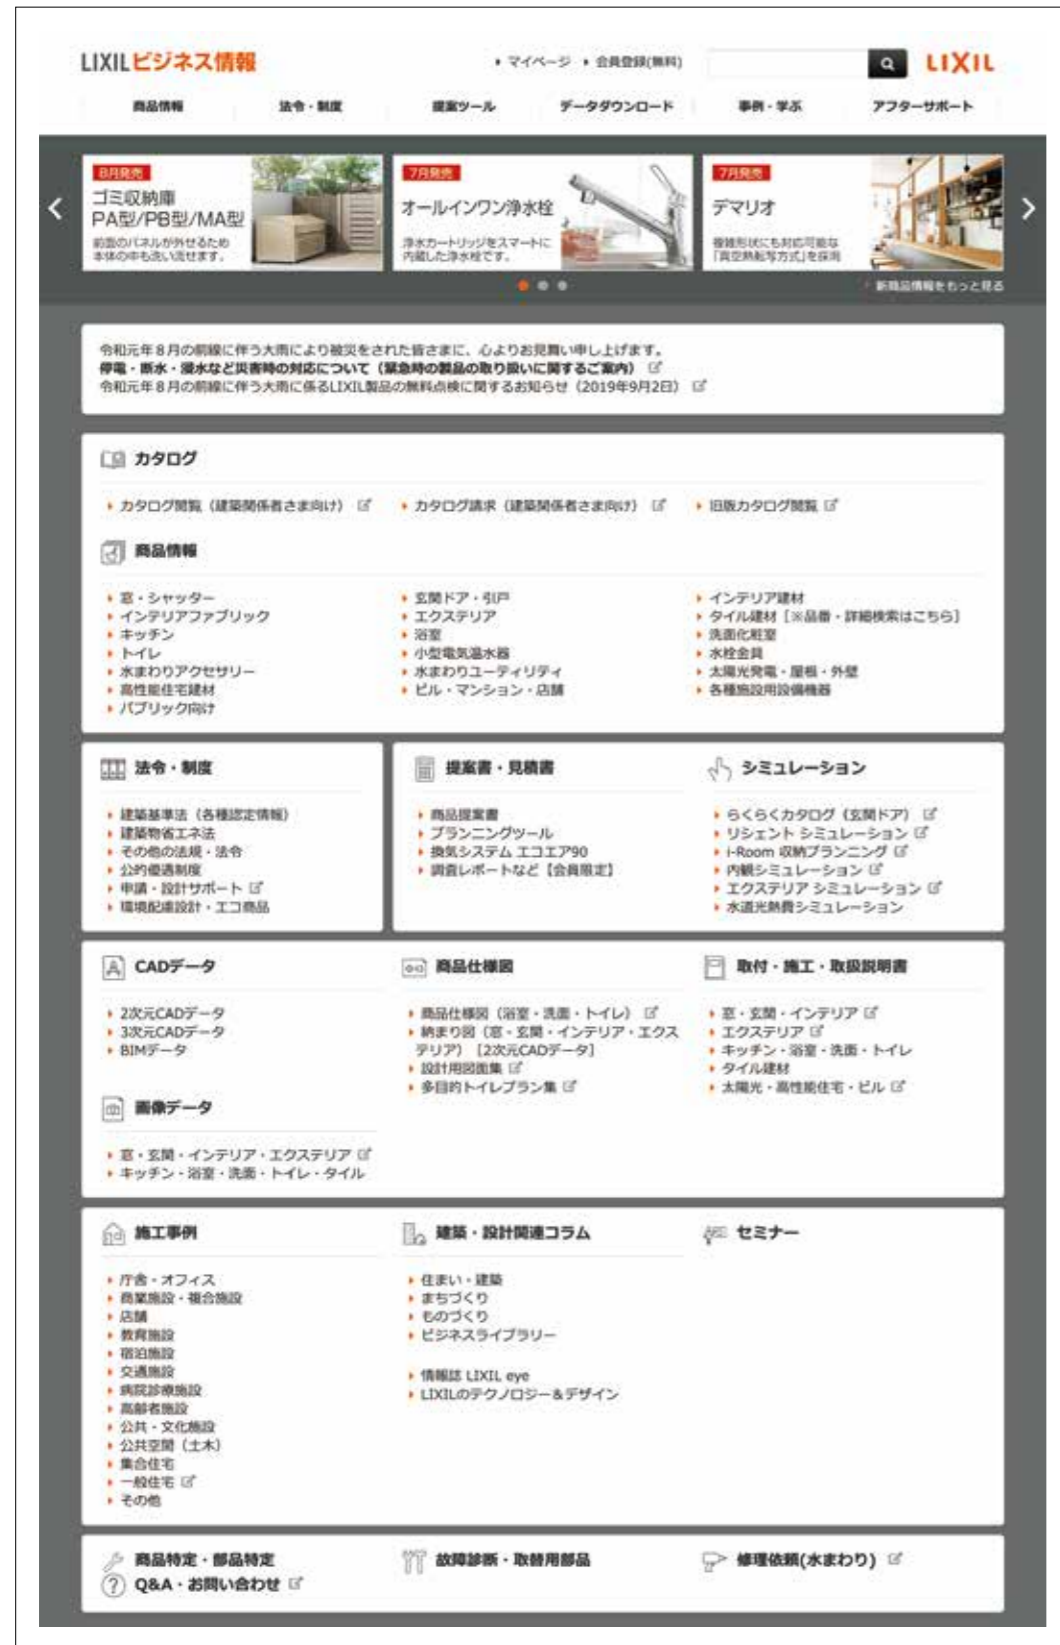 LIXILビジネス情報
マイページ
会員登録(無料)
LIXIL
商品情報
法令・制度
提案ツール
データダウンロード
事例・学ぶ
アフターサポート
8月発売
ゴミ収納庫
PA型/PB型/MA型
前面のパネルが外せるため
本体の中も洗い流せます。
7月発売
オールインワン浄水栓
浄水カートリッジをスマートに
内蔵した浄水栓です。
7月発売
デマリオ
複雑形状にも対応可能な
「真空熱転写方式」を採用
新商品情報をもっと見る
令和元年8月の前線に伴う大雨により被災をされた皆さまに、心よりお見舞い申し上げます。
停電・断水・浸水など災害時の対応について（緊急時の製品の取り扱いに関するご案内）
令和元年8月の前線に伴う大雨に係るLIXIL製品の無料点検に関するお知らせ（2019年9月2日）
カタログ
カタログ閲覧（建築関係者さま向け）
カタログ請求（建築関係者さま向け）
旧版カタログ閲覧
商品情報
窓・シャッター
インテリアファブリック
キッチン
トイレ
水まわりアクセサリー
高性能住宅建材
パブリック向け
玄関ドア・引戸
エクステリア
浴室
小型電気温水器
水まわりユーティリティ
ビル・マンション・店舗
インテリア建材
タイル建材［※品番・詳細検索はこちら］
洗面化粧室
水栓金具
太陽光発電・屋根・外壁
各種施設用設備機器
法令・制度
建築基準法（各種認定情報）
建築物省エネ法
その他の法規・法令
公的優遇制度
申請・設計サポート
環境配慮設計・エコ商品
提案書・見積書
商品提案書
プランニングツール
換気システム エコエア90
調査レポートなど【会員限定】
シミュレーション
らくらくカタログ（玄関ドア）
リシェント シミュレーション
i-Room 収納プランニング
内観シミュレーション
エクステリア シミュレーション
水道光熱費シミュレーション
CADデータ
2次元CADデータ
3次元CADデータ
BIMデータ
画像データ
窓・玄関・インテリア・エクステリア
キッチン・浴室・洗面・トイレ・タイル
商品仕様図
商品仕様図（浴室・洗面・トイレ）
納まり図（窓・玄関・インテリア・エクス
テリア）［2次元CADデータ］
設計用図面集
多目的トイレプラン集
取付・施工・取扱説明書
窓・玄関・インテリア
エクステリア
キッチン・浴室・洗面・トイレ
タイル建材
太陽光・高性能住宅・ビル
施工事例
庁舎・オフィス
商業施設・複合施設
店舗
教育施設
宿泊施設
交通施設
病院診療施設
高齢者施設
公共・文化施設
公共空間（土木）
集合住宅
一般住宅
その他
建築・設計関連コラム
住まい・建築
まちづくり
ものづくり
ビジネスライブラリー
情報誌 LIXIL eye
LIXILのテクノロジー＆デザイン
セミナー
商品特定・部品特定
故障診断・取替用部品
修理依頼(水まわり)
Q&A・お問い合わせ